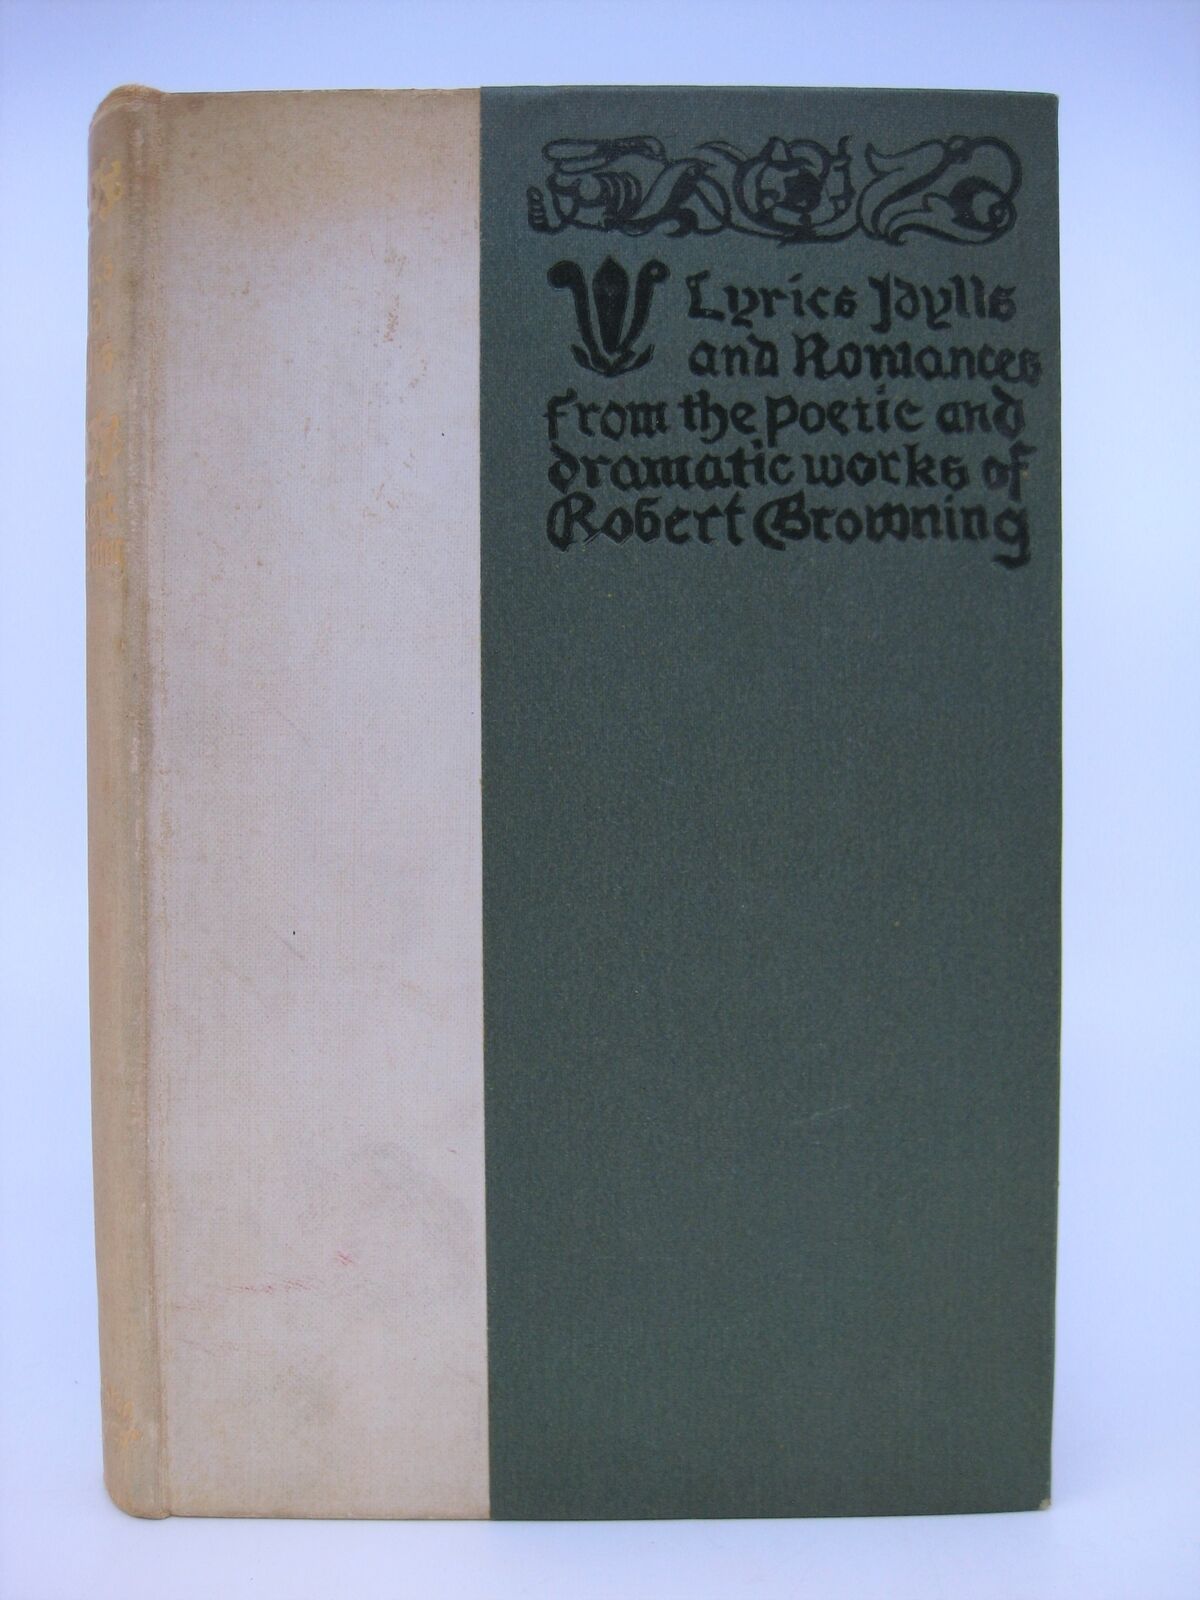 Lyrics Idylls
and Romances
from the poetic and
dramatic works of
Robert Browning